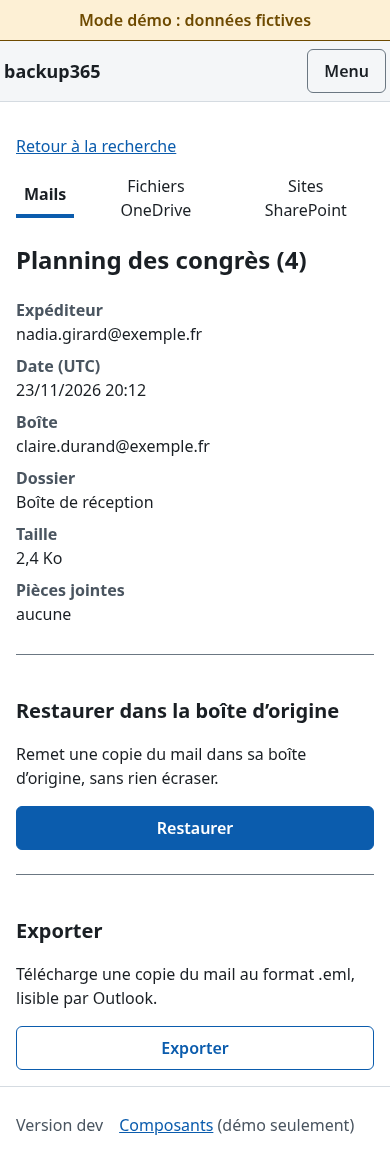 Mode démo : données fictives
backup365
Menu
Retour à la recherche
Mails
Fichiers
OneDrive
Sites
SharePoint
Planning des congrès (4)
Expéditeur
nadia.girard@exemple.fr
Date (UTC)
23/11/2026 20:12
Boîte
claire.durand@exemple.fr
Dossier
Boîte de réception
Taille
2,4 Ko
Pièces jointes
aucune
Restaurer dans la boîte d’origine
Remet une copie du mail dans sa boîte
d’origine, sans rien écraser.
Restaurer
Exporter
Télécharge une copie du mail au format .eml,
lisible par Outlook.
Exporter
Version dev Composants (démo seulement)